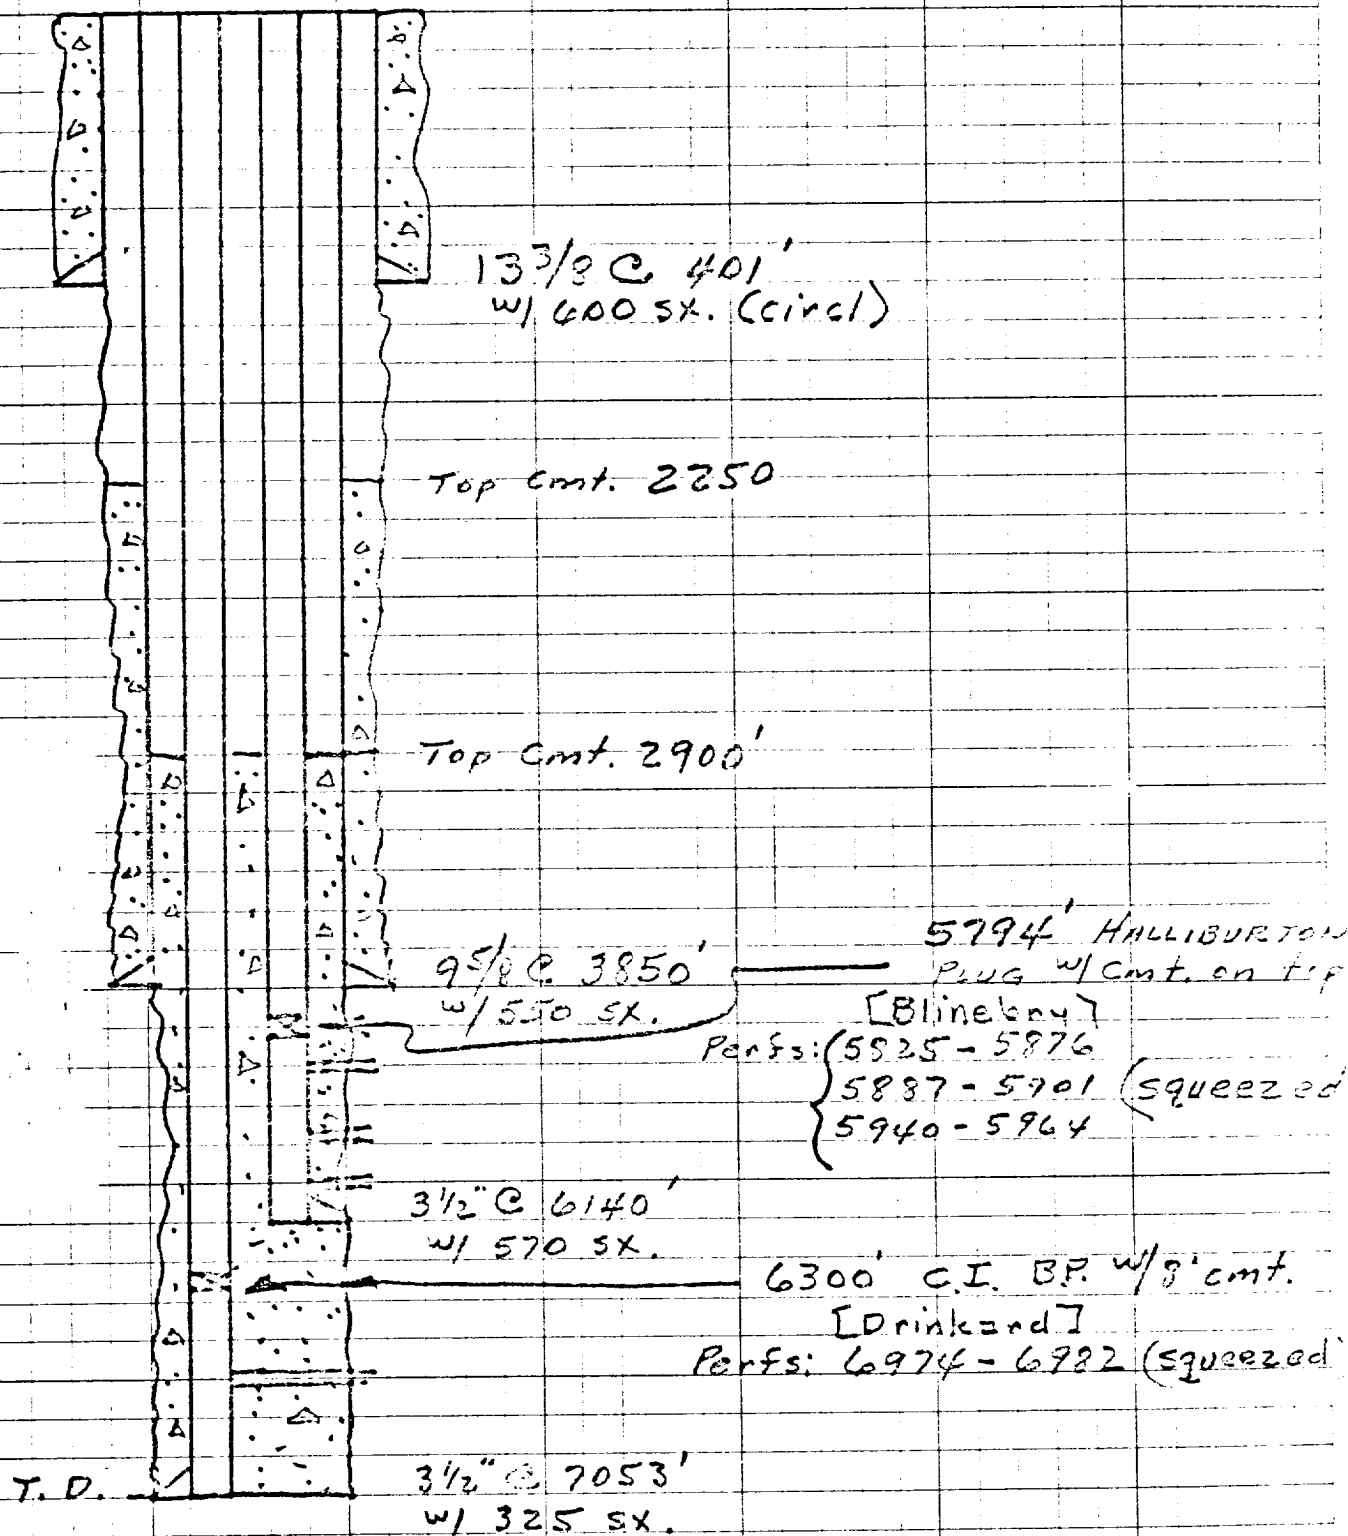 13 3/8 @ 401'
w/ 600 sx. (circl)
Top Cmt. 2250
Top Cmt. 2900'
9 5/8 @ 3850'
w/ 550 sx.
5794' HALLIBURTON
PLUG w/ Cmt. on top
[Blinebry]
Perfs: 5825 - 5876
5887 - 5901 (squeezed
5940 - 5964
3 1/2" @ 6140'
w/ 570 sx.
6300' C.I. BP. w/ 8' cmt.
[Drinkard]
Perfs: 6974 - 6982 (squeezed
T.D.
3 1/2" @ 7053'
w/ 325 sx.